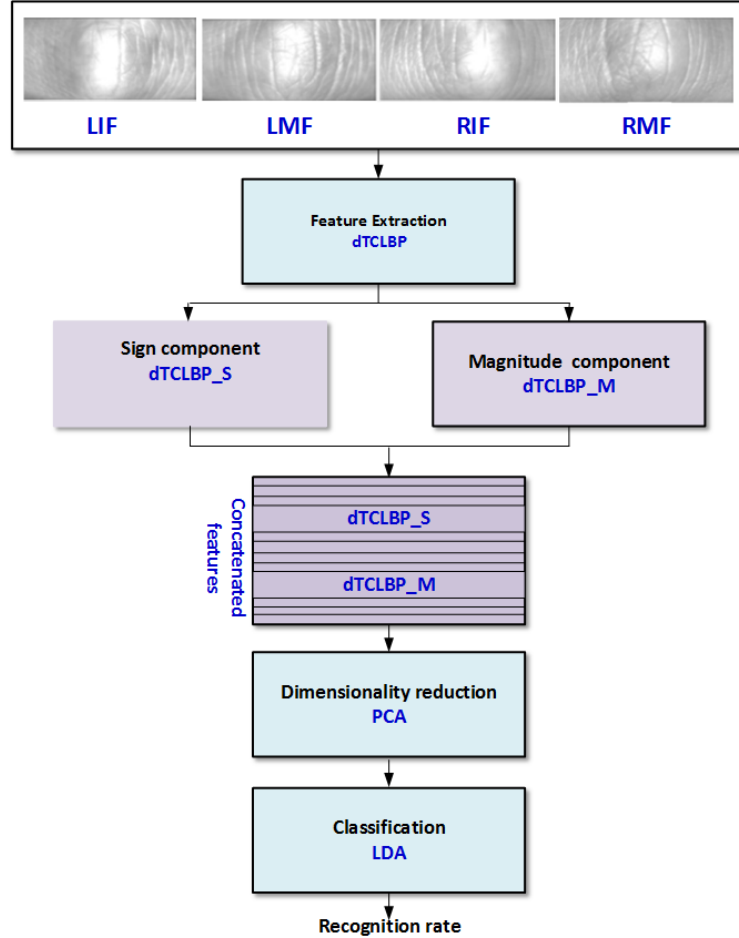 LIF LMF RIF RMF
Feature Extraction
dTCLBP
Sign component
dTCLBP_S
Magnitude component
dTCLBP_M
Concatenated
features
dTCLBP_S
dTCLBP_M
Dimensionality reduction
PCA
Classification
LDA
Recognition rate